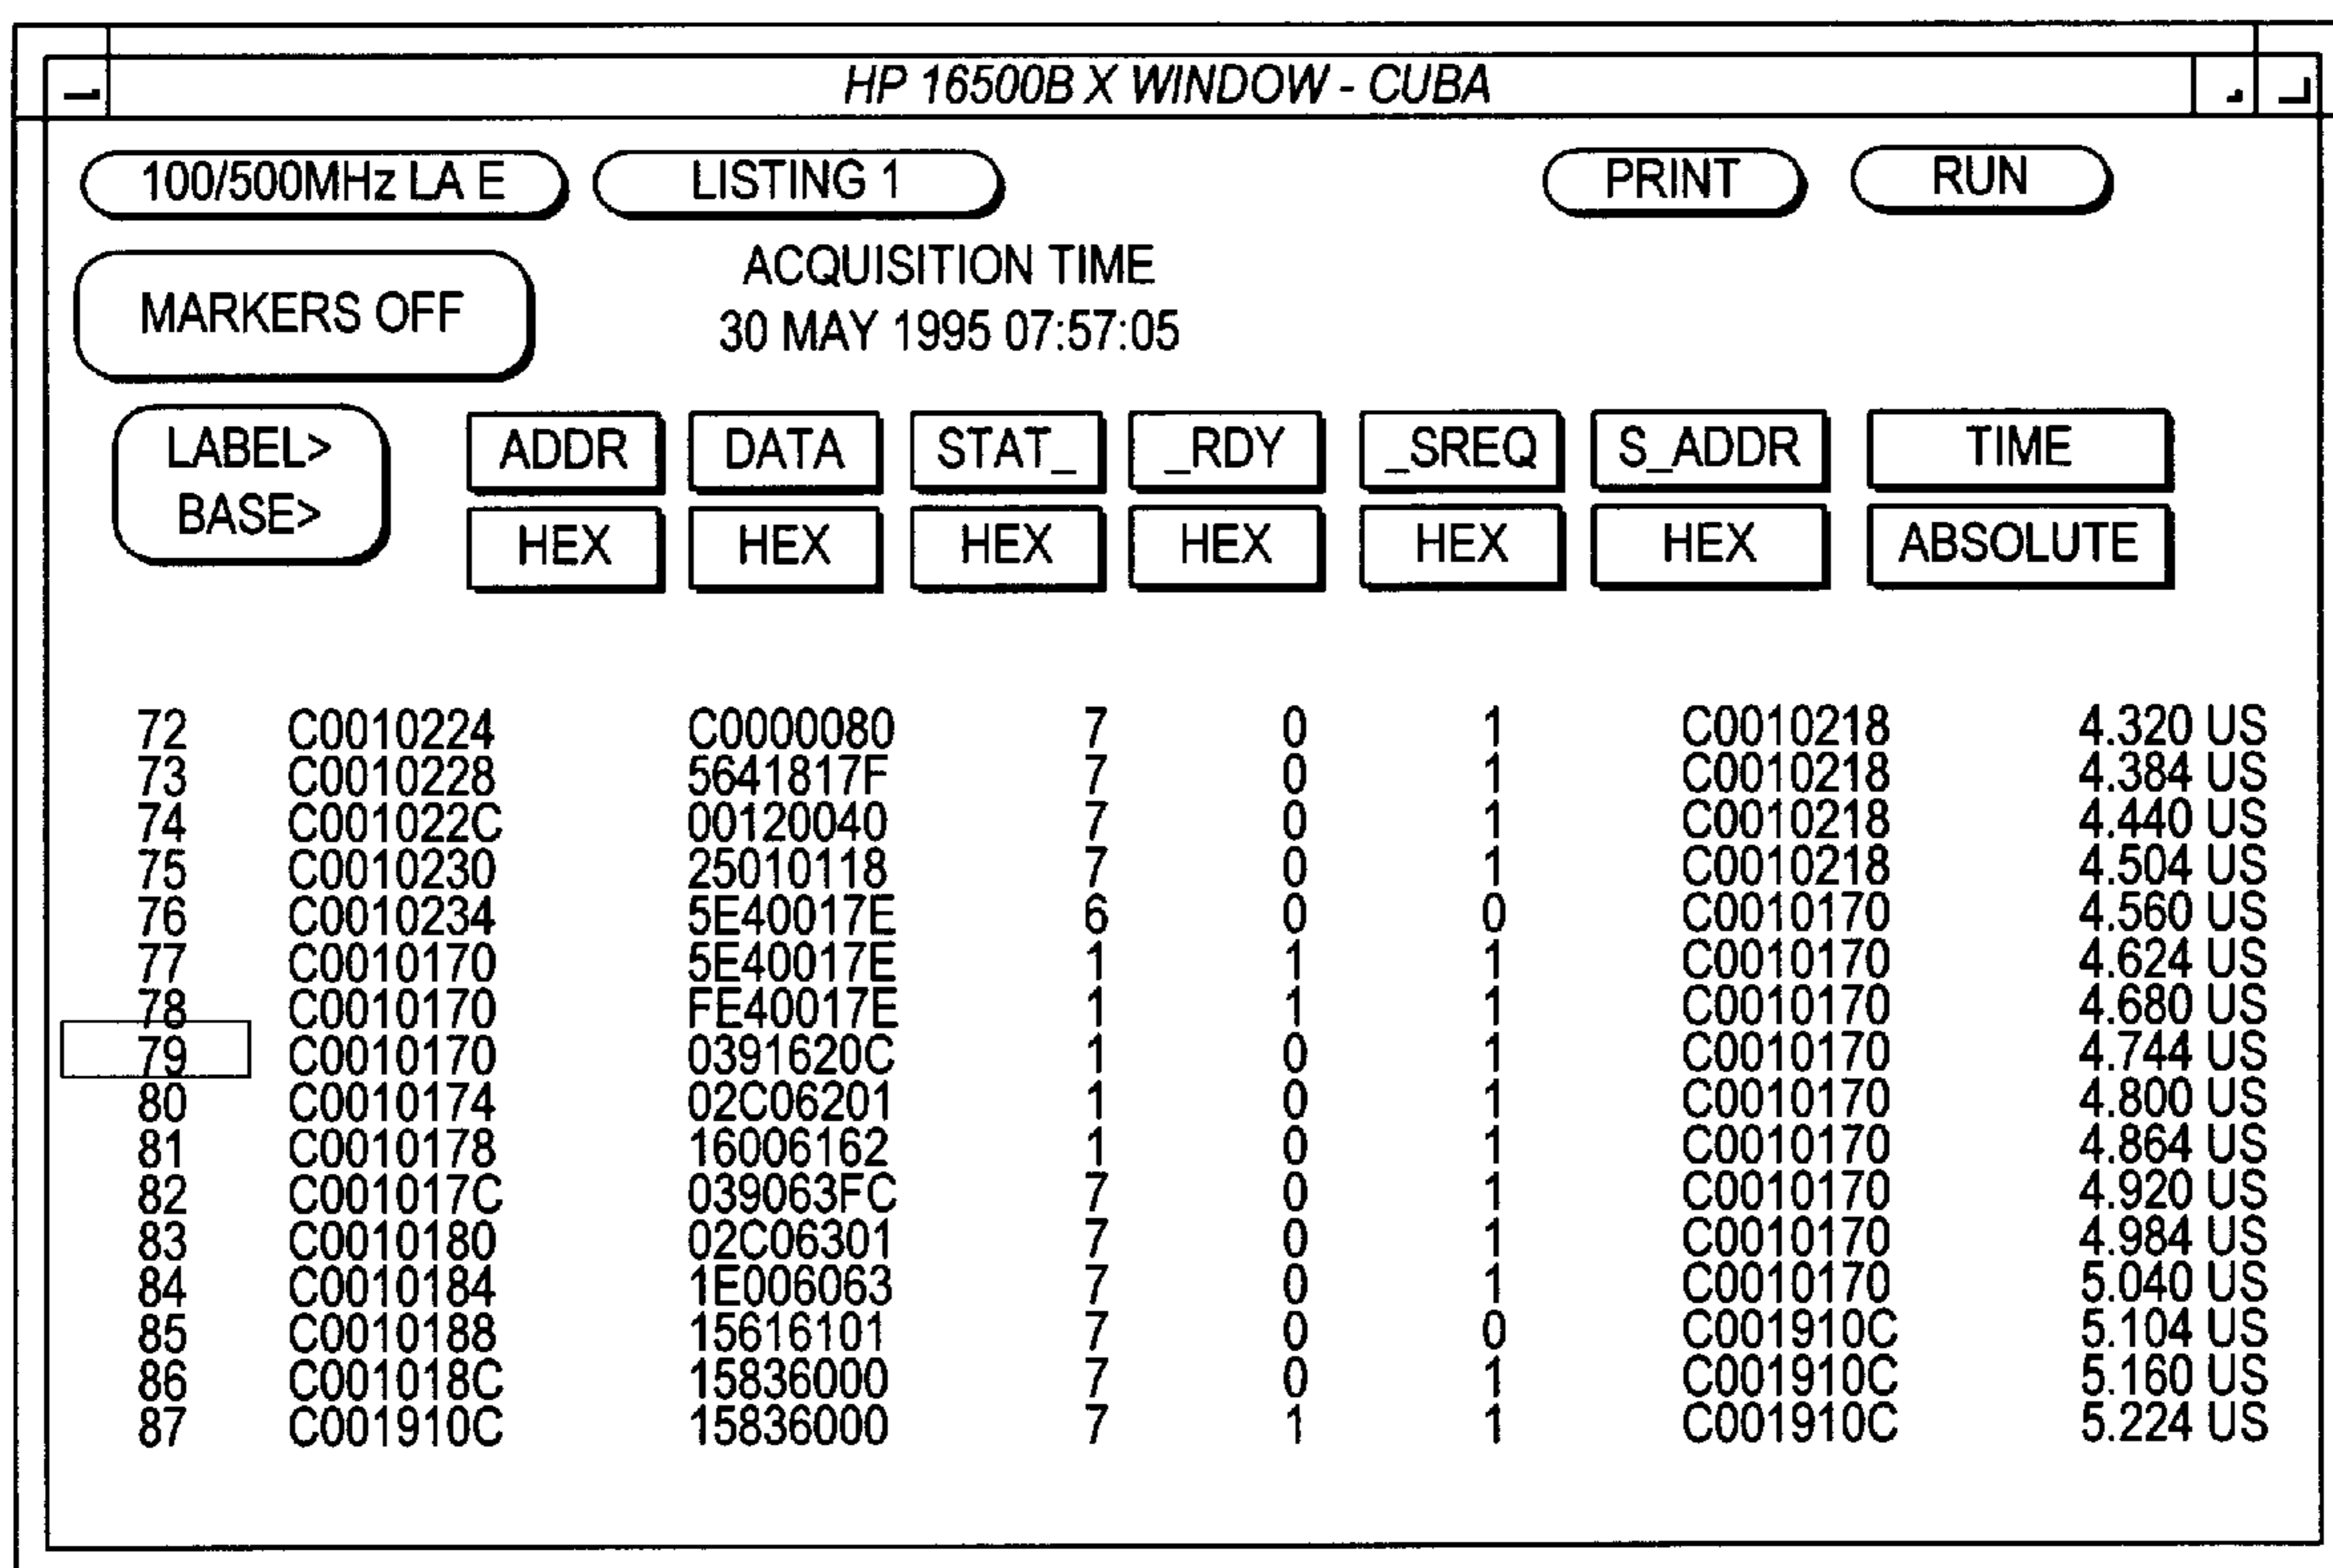 HP 16500B X WINDOW - CUBA
100/500MHz LA E LISTING 1 PRINT RUN
MARKERS OFF
ACQUISITION TIME
30 MAY 1995 07:57:05
LABEL> ADDR DATA STAT_ _RDY _SREQ S_ADDR TIME
BASE> HEX HEX HEX HEX HEX HEX ABSOLUTE
72 C0010224 C0000080 7 0 1 C0010218 4.320 US
73 C0010228 5641817F 7 0 1 C0010218 4.384 US
74 C001022C 00120040 7 0 1 C0010218 4.440 US
75 C0010230 25010118 7 0 1 C0010218 4.504 US
76 C0010234 5E40017E 6 0 0 C0010170 4.560 US
77 C0010170 5E40017E 1 1 1 C0010170 4.624 US
78 C0010170 FE40017E 1 1 1 C0010170 4.680 US
79 C0010170 0391620C 1 0 1 C0010170 4.744 US
80 C0010174 02C06201 1 0 1 C0010170 4.800 US
81 C0010178 16006162 1 0 1 C0010170 4.864 US
82 C001017C 039063FC 7 0 1 C0010170 4.920 US
83 C0010180 02C06301 7 0 1 C0010170 4.984 US
84 C0010184 1E006063 7 0 1 C0010170 5.040 US
85 C0010188 15616101 7 0 0 C001910C 5.104 US
86 C001018C 15836000 7 0 1 C001910C 5.160 US
87 C001910C 15836000 7 1 1 C001910C 5.224 US